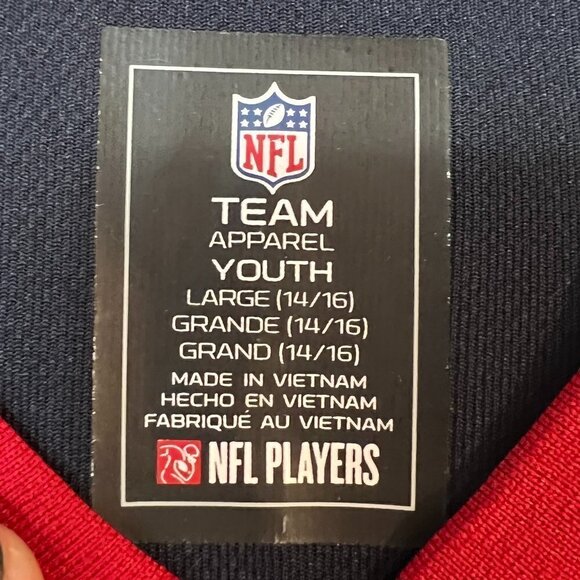 NFL
TEAM
APPAREL
YOUTH
LARGE (14/16)
GRANDE (14/16)
GRAND (14/16)
MADE IN VIETNAM
HECHO EN VIETNAM
FABRIQUÉ AU VIETNAM
NFL PLAYERS